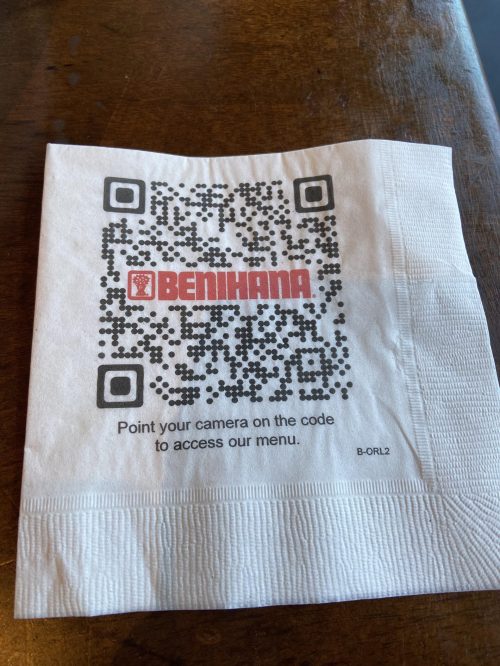 BENIHANA
Point your camera on the code
to access our menu.
B-ORL2